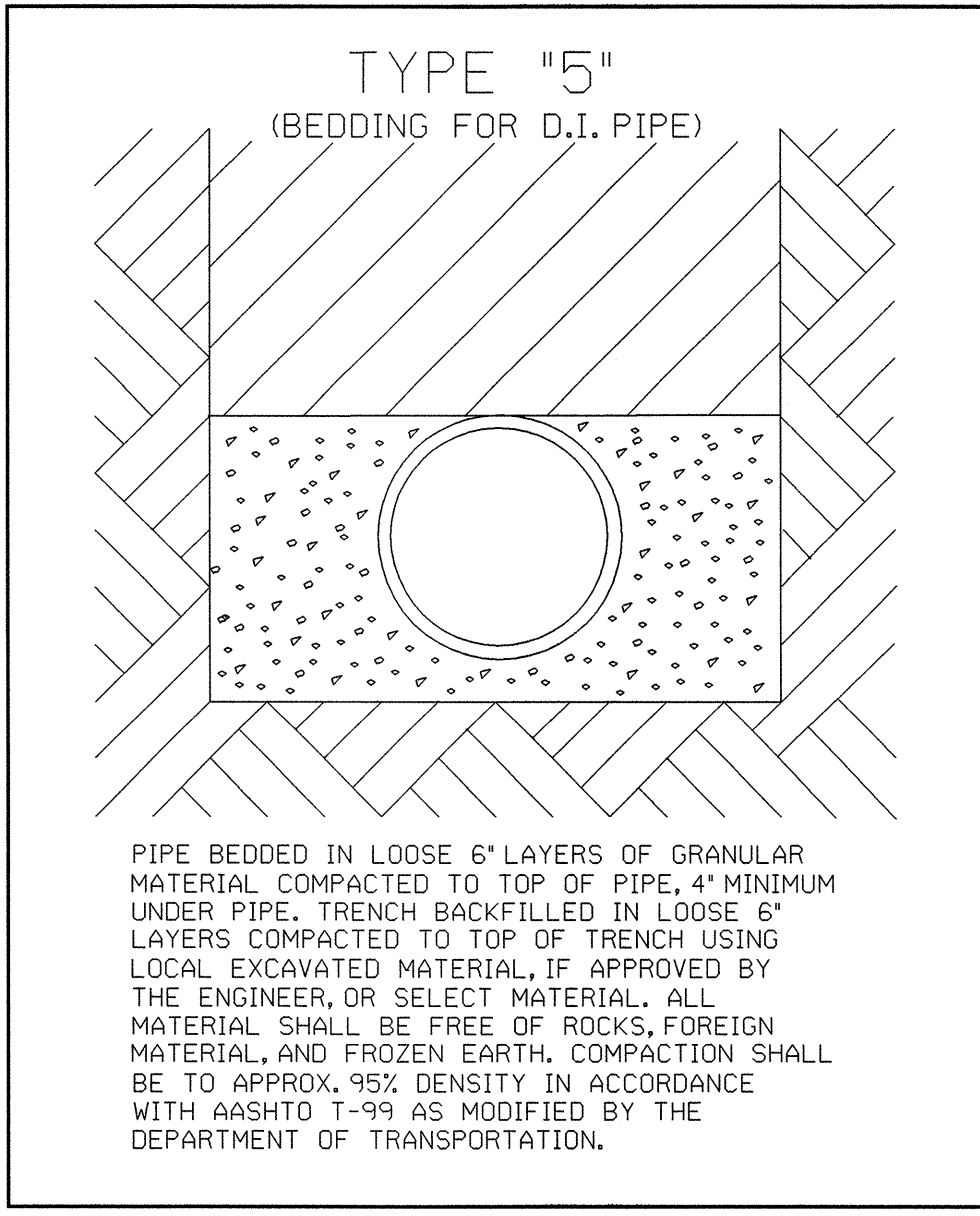 TYPE "5"
(BEDDING FOR D.I. PIPE)
PIPE BEDDED IN LOOSE 6" LAYERS OF GRANULAR
MATERIAL COMPACTED TO TOP OF PIPE, 4" MINIMUM
UNDER PIPE. TRENCH BACKFILLED IN LOOSE 6"
LAYERS COMPACTED TO TOP OF TRENCH USING
LOCAL EXCAVATED MATERIAL, IF APPROVED BY
THE ENGINEER, OR SELECT MATERIAL. ALL
MATERIAL SHALL BE FREE OF ROCKS, FOREIGN
MATERIAL, AND FROZEN EARTH. COMPACTION SHALL
BE TO APPROX. 95% DENSITY IN ACCORDANCE
WITH AASHTO T-99 AS MODIFIED BY THE
DEPARTMENT OF TRANSPORTATION.